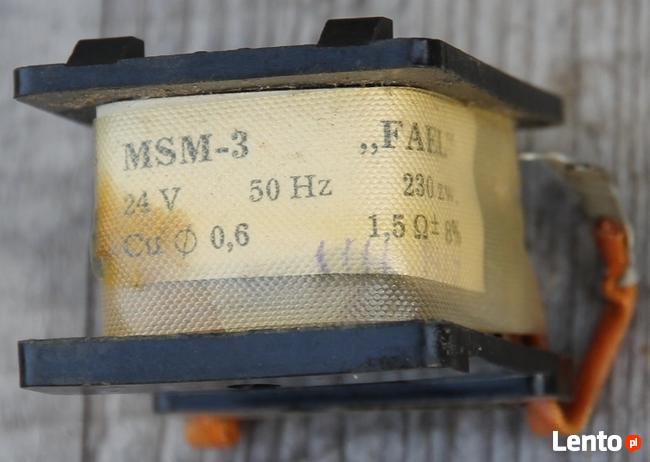 MSM-3 „FAEL"
24 V 50 Hz 230 zw.
Cu ϕ 0,6 1,5 Ω ± 8%
Lento.pl